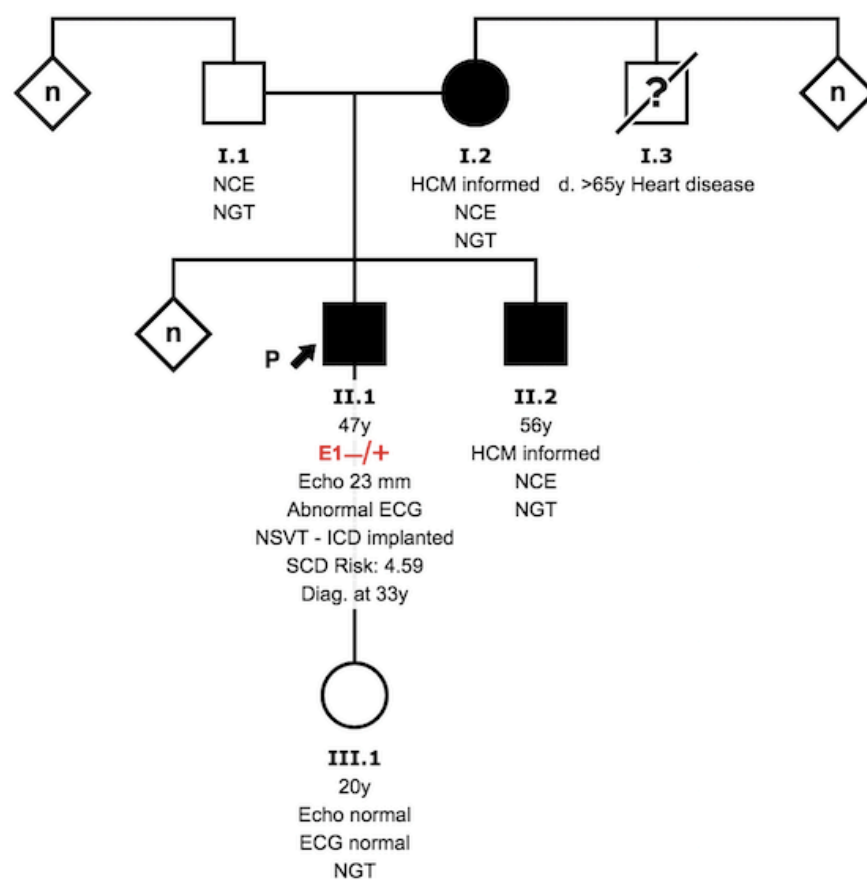 n
?
n
I.1
NCE
NGT
I.2
HCM informed
NCE
NGT
I.3
d. >65y Heart disease
n
P
II.1
47y
E1—/+
Echo 23 mm
Abnormal ECG
NSVT - ICD implanted
SCD Risk: 4.59
Diag. at 33y
II.2
56y
HCM informed
NCE
NGT
III.1
20y
Echo normal
ECG normal
NGT